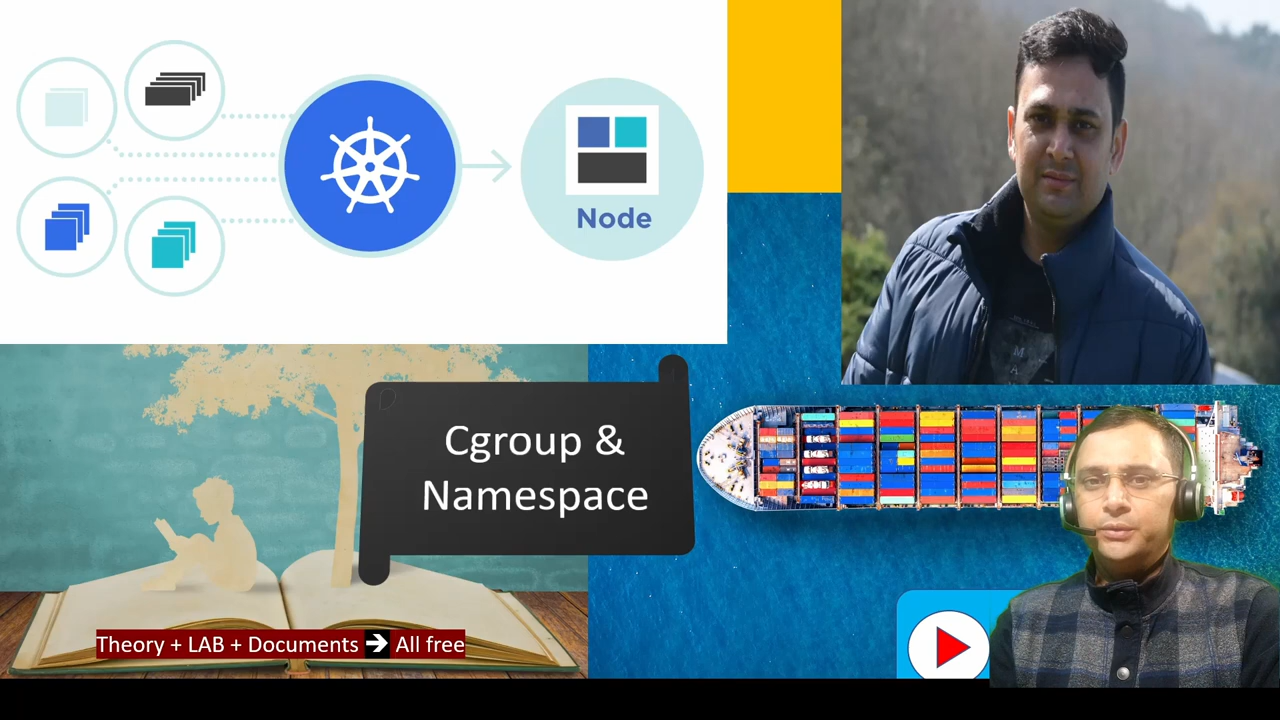 Node
Cgroup &
Namespace
Theory + LAB + Documents ➔ All free